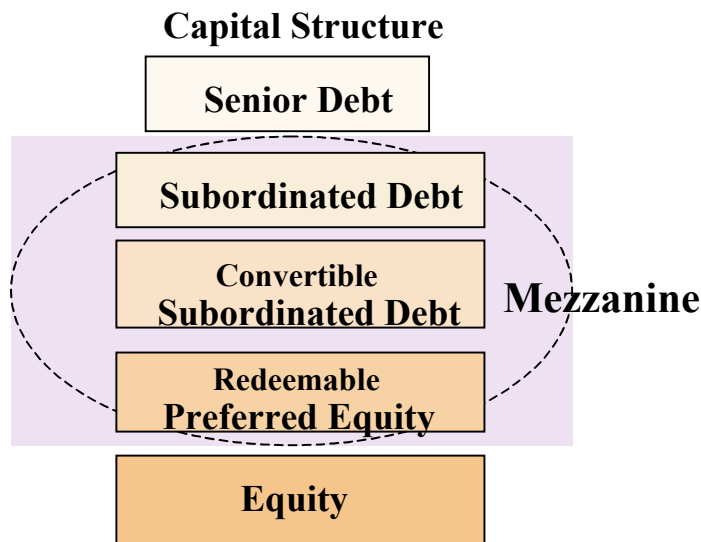 Capital Structure
Senior Debt
Subordinated Debt
Convertible
Subordinated Debt
Mezzanine
Redeemable
Preferred Equity
Equity